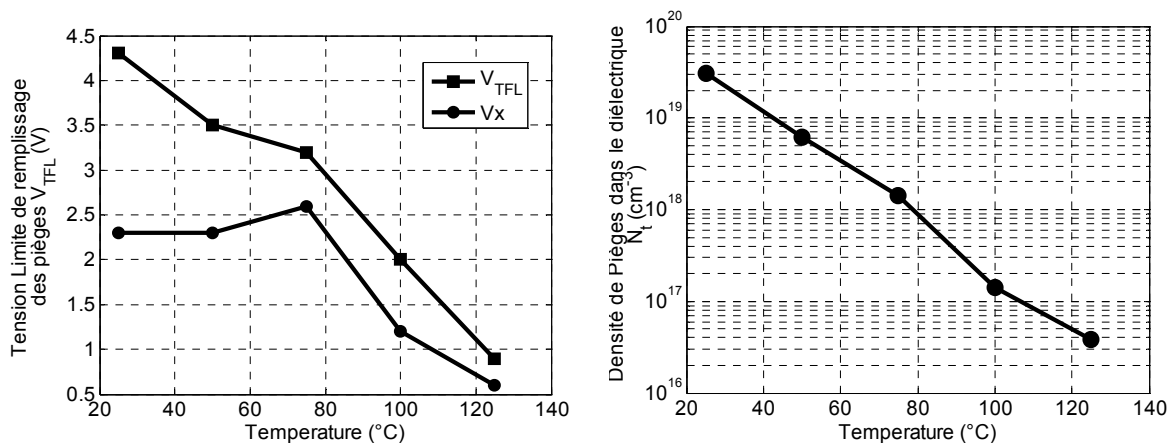 Tension Limite de remplissage
des pièges V_TFL (V)
4.5
4
3.5
3
2.5
2
1.5
1
0.5
20 40 60 80 100 120 140
Temperature (°C)
V_TFL
Vx
Densité de Pièges dans le diélectrique
N_t (cm^-3)
10^20
10^19
10^18
10^17
10^16
20 40 60 80 100 120 140
Temperature (°C)